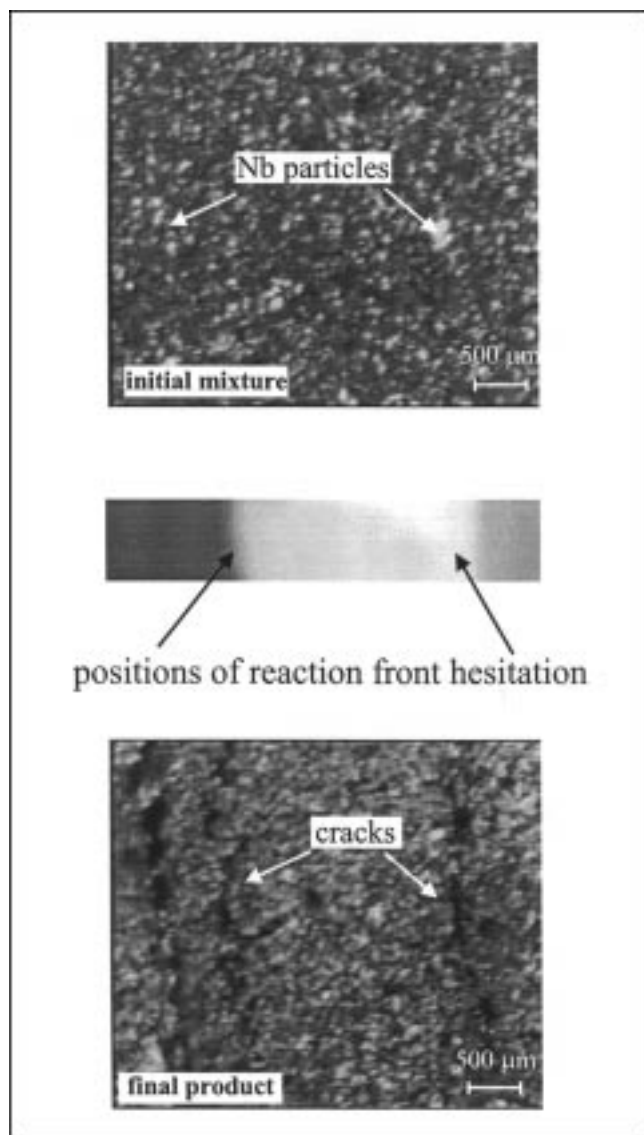 Nb particles
500 μm
initial mixture
positions of reaction front hesitation
cracks
500 μm
final product